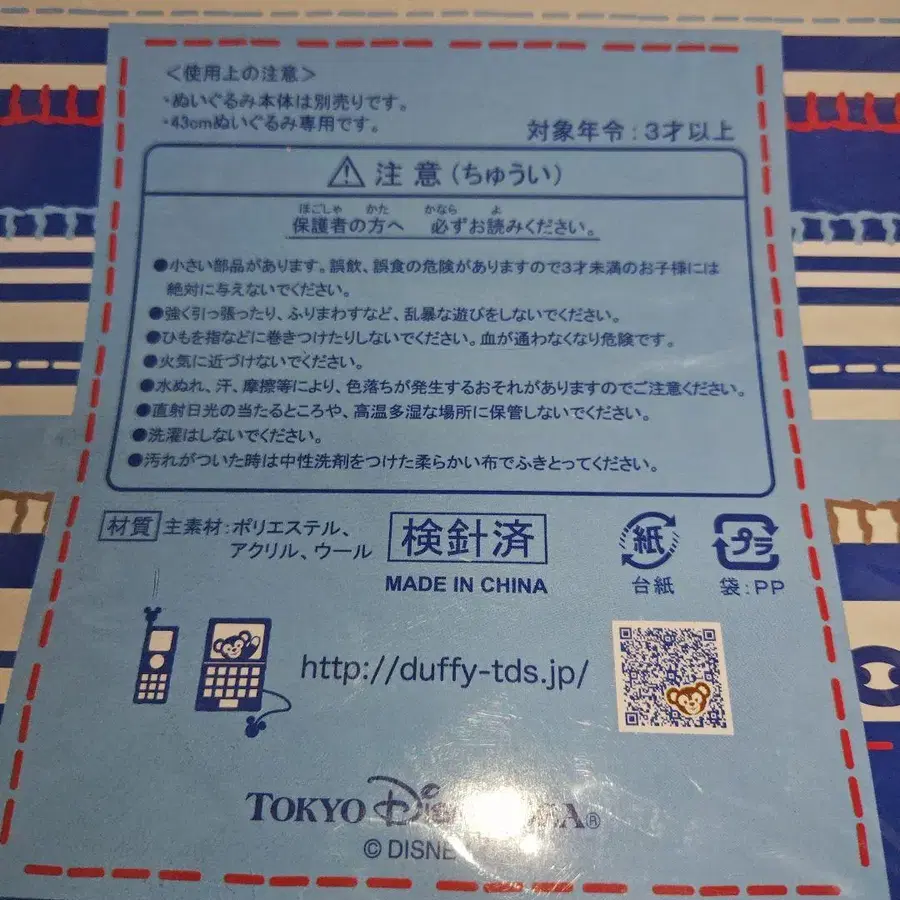 ＜使用上の注意＞
・ぬいぐるみ本体は別売りです。
・43cmぬいぐるみ専用です。
対象年令：3才以上
注意（ちゅうい）
ほごしゃ かた かなら よ
保護者の方へ 必ずお読みください。
●小さい部品があります。誤飲、誤食の危険がありますので3才未満のお子様には
絶対に与えないでください。
●強く引っ張ったり、ふりまわすなど、乱暴な遊びをしないでください。
●ひもを指などに巻きつけたりしないでください。血が通わなくなり危険です。
●火気に近づけないでください。
●水ぬれ、汗、摩擦等により、色落ちが発生するおそれがありますのでご注意ください。
●直射日光の当たるところや、高温多湿な場所に保管しないでください。
●洗濯はしないでください。
●汚れがついた時は中性洗剤をつけた柔らかい布でふきとってください。
材質 主素材：ポリエステル、
アクリル、ウール
検針済
MADE IN CHINA
紙
台紙
プラ
袋：PP
http://duffy-tds.jp/
TOKYO
© DISNE